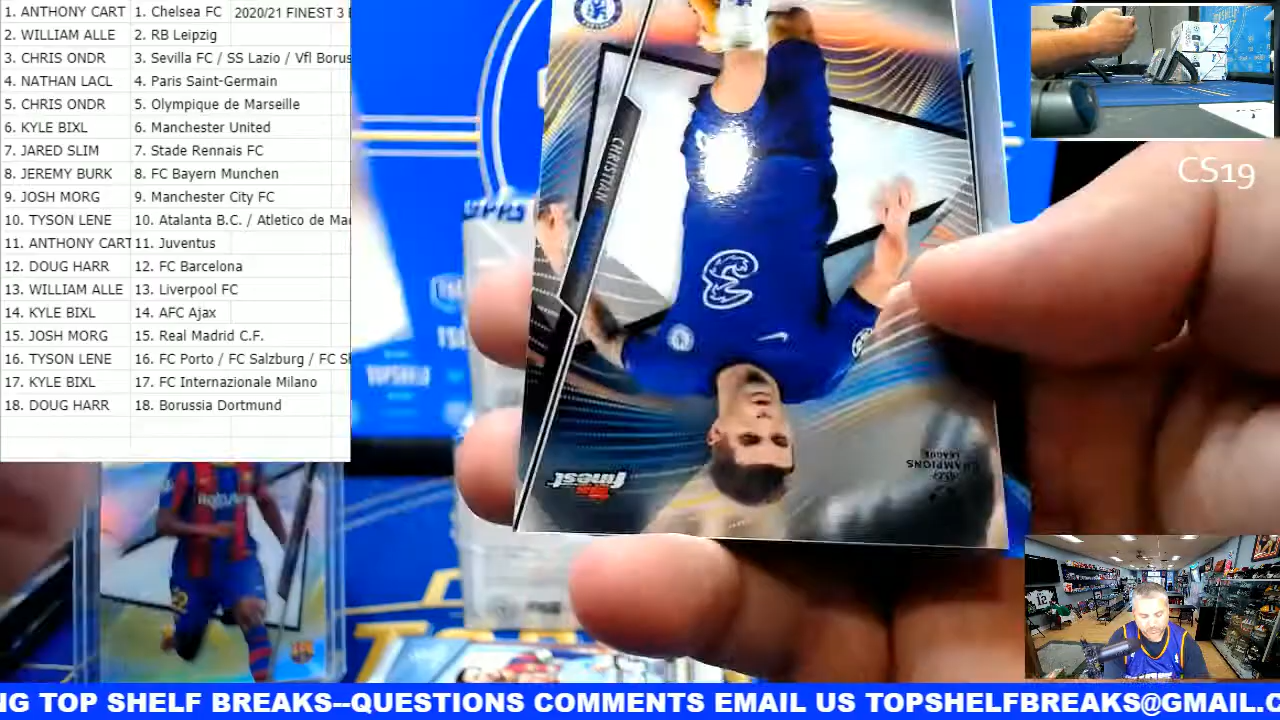 1. ANTHONY CART 1. Chelsea FC 2020/21 FINEST 3
2. WILLIAM ALLE 2. RB Leipzig
3. CHRIS ONDR 3. Sevilla FC / SS Lazio / Vfl Borus
4. NATHAN LACL 4. Paris Saint-Germain
5. CHRIS ONDR 5. Olympique de Marseille
6. KYLE BIXL 6. Manchester United
7. JARED SLIM 7. Stade Rennais FC
8. JEREMY BURK 8. FC Bayern Munchen
9. JOSH MORG 9. Manchester City FC
10. TYSON LENE 10. Atalanta B.C. / Atletico de Mad
11. ANTHONY CART 11. Juventus
12. DOUG HARR 12. FC Barcelona
13. WILLIAM ALLE 13. Liverpool FC
14. KYLE BIXL 14. AFC Ajax
15. JOSH MORG 15. Real Madrid C.F.
16. TYSON LENE 16. FC Porto / FC Salzburg / FC S
17. KYLE BIXL 17. FC Internazionale Milano
18. DOUG HARR 18. Borussia Dortmund
CS19
CHRISTIAN
3
finest
CHAMPIONS
LEAGUE
TOPSHELF
NG TOP SHELF BREAKS--QUESTIONS COMMENTS EMAIL US TOPSHELFBREAKS@GMAIL.C